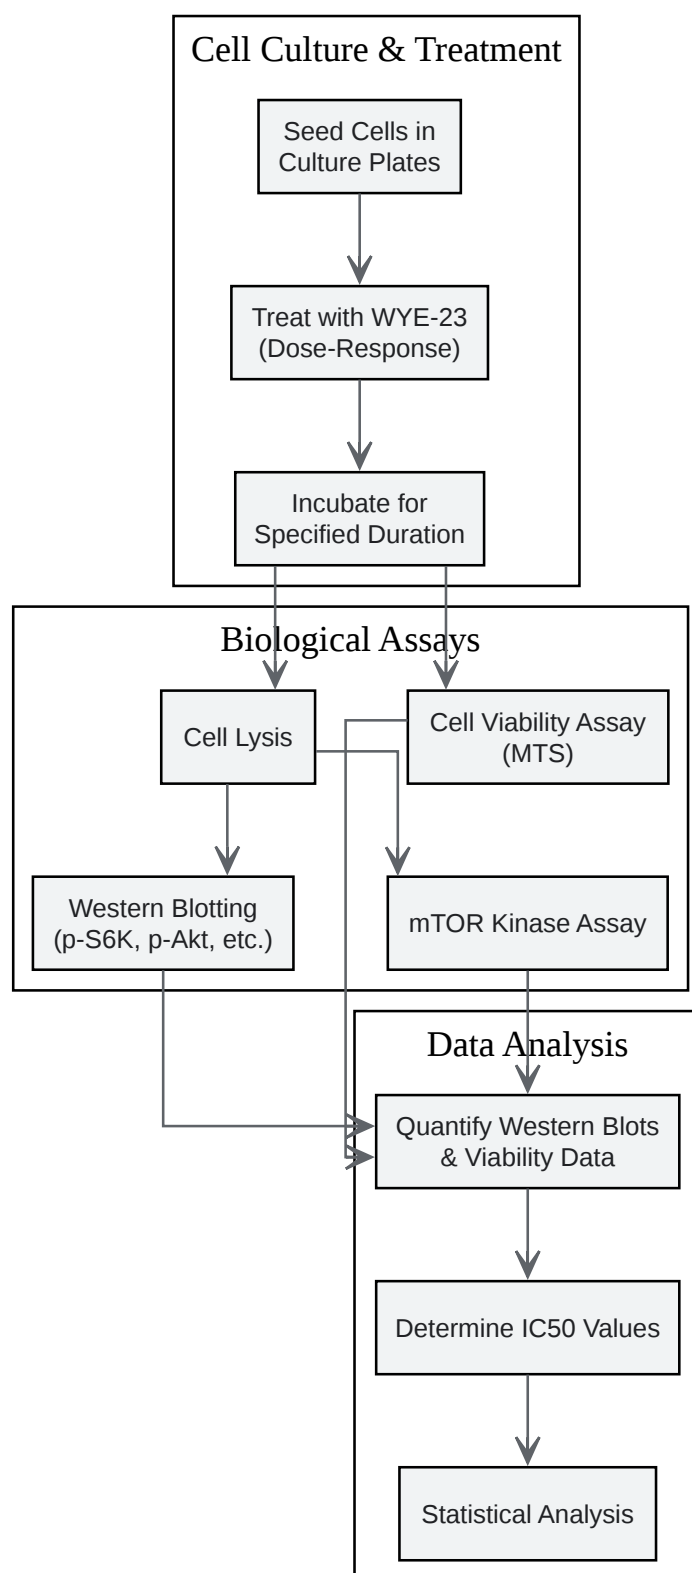 Cell Culture & Treatment
Seed Cells in
Culture Plates
Treat with WYE-23
(Dose-Response)
Incubate for
Specified Duration
Biological Assays
Cell Lysis
Cell Viability Assay
(MTS)
Western Blotting
(p-S6K, p-Akt, etc.)
mTOR Kinase Assay
Data Analysis
Quantify Western Blots
& Viability Data
Determine IC50 Values
Statistical Analysis